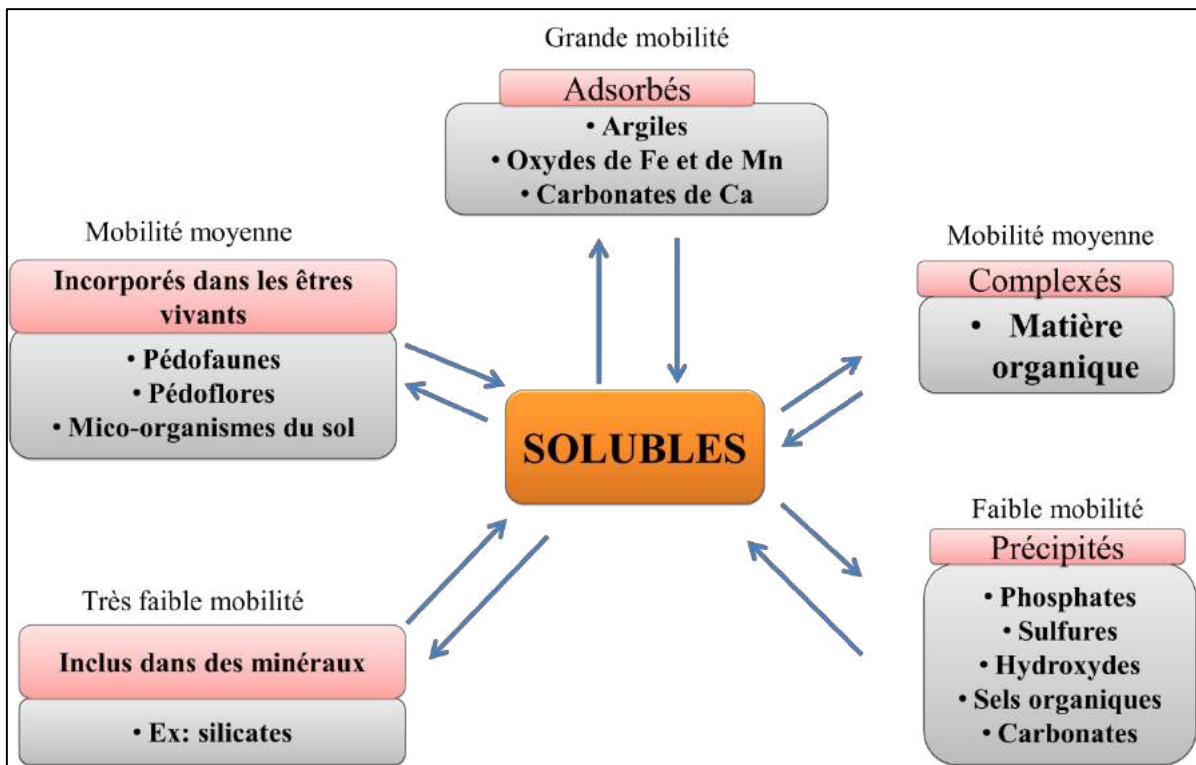 Grande mobilité
Adsorbés
• Argiles
• Oxydes de Fe et de Mn
• Carbonates de Ca
Mobilité moyenne
Incorporés dans les êtres
vivants
• Pédofaunes
• Pédoflores
• Mico-organismes du sol
Mobilité moyenne
Complexés
• Matière
organique
SOLUBLES
Très faible mobilité
Inclus dans des minéraux
• Ex: silicates
Faible mobilité
Précipités
• Phosphates
• Sulfures
• Hydroxydes
• Sels organiques
• Carbonates